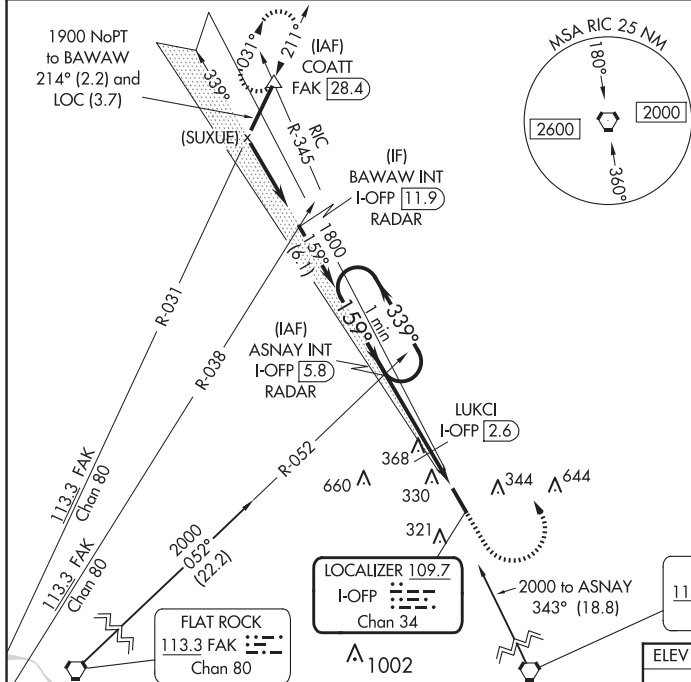 1900 NoPT
to BAWAW
214° (2.2) and
LOC (3.7)
031°
211°
(IAF)
COATT
FAK 28.4
339°
(SUXUE)
RIC
R-345
MSA RIC 25 NM
180°
2600
2000
360°
(IF)
BAWAW INT
I-OFP 11.9
RADAR
1800
159°
(6.1)
R-031
R-038
1 min
339°
159°
(IAF)
ASNAY INT
I-OFP 5.8
RADAR
LUKCI
I-OFP 2.6
R-052
368
660
330
344
644
321
113.3 FAK
Chan 80
113.3 FAK
Chan 80
2000
052°
(22.2)
LOCALIZER 109.7
I-OFP
Chan 34
2000 to ASNAY
343° (18.8)
11
FLAT ROCK
113.3 FAK
Chan 80
1002
ELEV